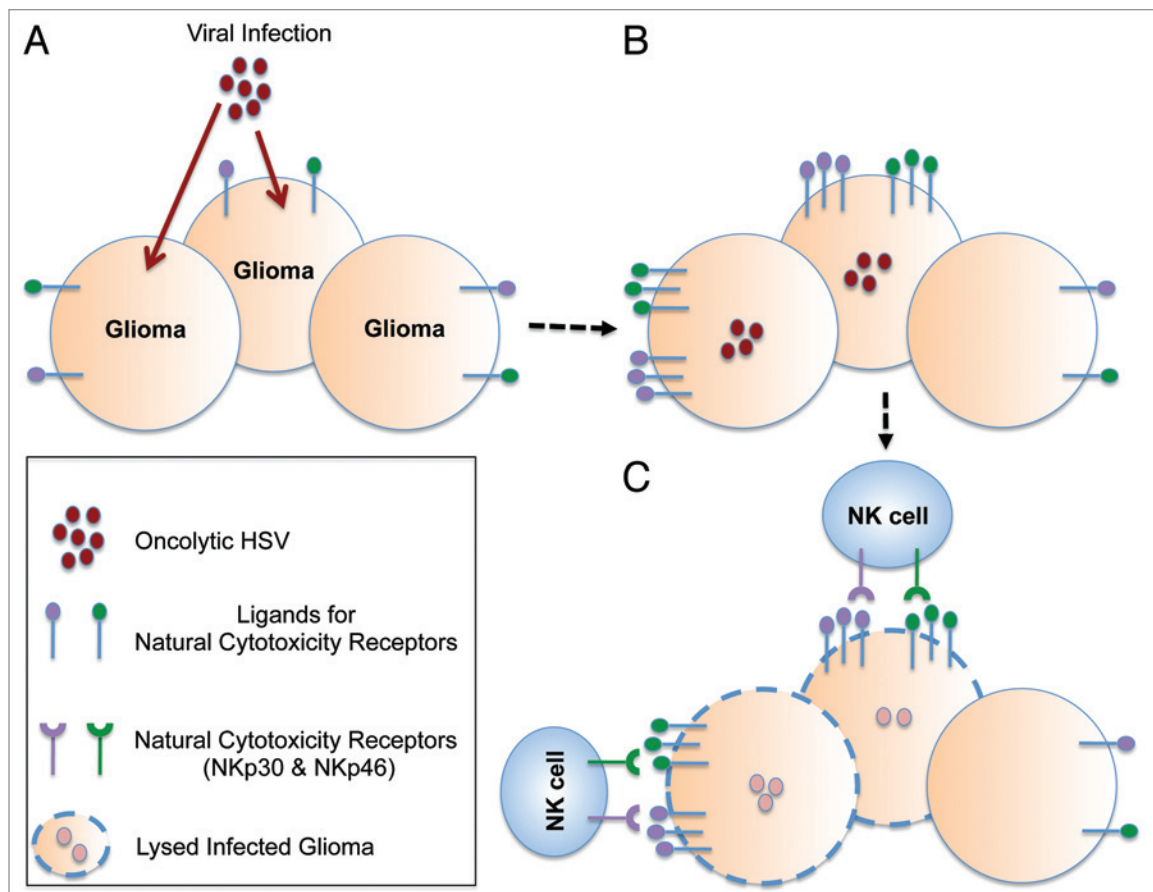 A
Viral Infection
Glioma
Glioma
Glioma
B
Oncolytic HSV
Ligands for
Natural Cytotoxicity Receptors
Natural Cytotoxicity Receptors
(NKp30 & NKp46)
Lysed Infected Glioma
C
NK cell
NK cell